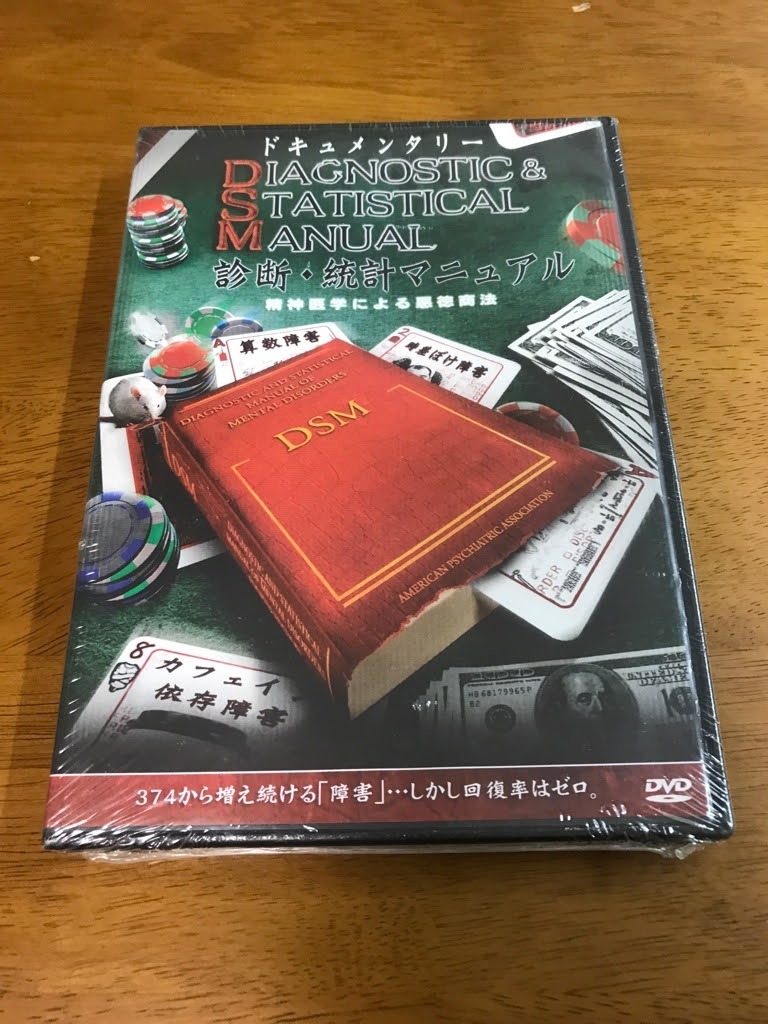 ドキュメンタリー
DIAGNOSTIC &
STATISTICAL
MANUAL
診断・統計マニュアル
精神医学による悪徳商法
A
算数障害
2
時差ぼけ障害
DIAGNOSTIC AND STATISTICAL
MANUAL OF
MENTAL DISORDERS
DSM
DSM
AMERICAN PSYCHIATRIC ASSOCIATION
A
8
カフェイン
依存障害
HB68179965P
B2
374から増え続ける「障害」…しかし回復率はゼロ。
DVD